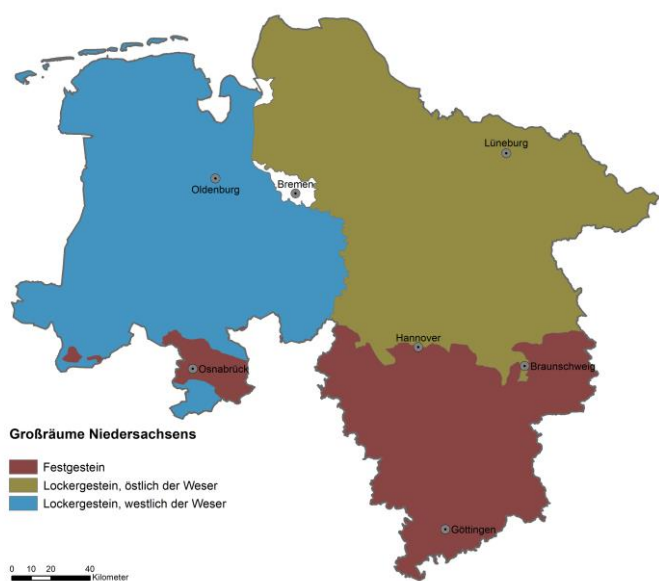 Lüneburg
Oldenburg
Bremen
Hannover
Osnabrück
Braunschweig
Göttingen
Großräume Niedersachsens
Festgestein
Lockergestein, östlich der Weser
Lockergestein, westlich der Weser
0 10 20 40
Kilometer